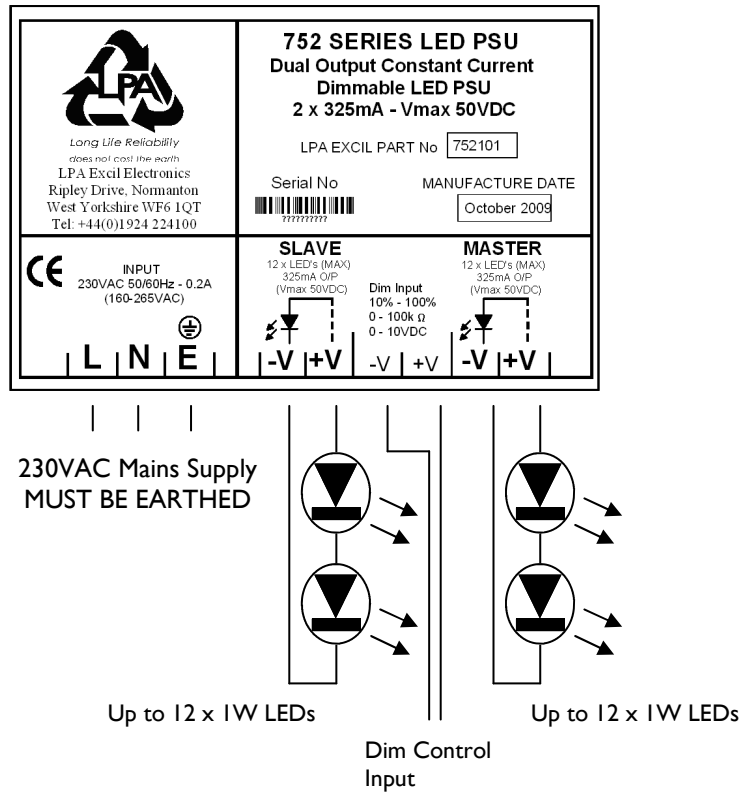 LPA
Long Life Reliability
does not cost the earth
LPA Excil Electronics
Ripley Drive, Normanton
West Yorkshire WF6 1QT
Tel: +44(0)1924 224100
752 SERIES LED PSU
Dual Output Constant Current
Dimmable LED PSU
2 x 325mA - Vmax 50VDC
LPA EXCIL PART No 752101
Serial No
??????????
MANUFACTURE DATE
October 2009
CE
INPUT
230VAC 50/60Hz - 0.2A
(160-265VAC)
L N E
SLAVE
12 x LED's (MAX)
325mA O/P
(Vmax 50VDC)
-V +V
Dim Input
10% - 100%
0 - 100k Ω
0 - 10VDC
-V +V
MASTER
12 x LED's (MAX)
325mA O/P
(Vmax 50VDC)
-V +V
230VAC Mains Supply
MUST BE EARTHED
Up to 12 x 1W LEDs
Dim Control
Input
Up to 12 x 1W LEDs